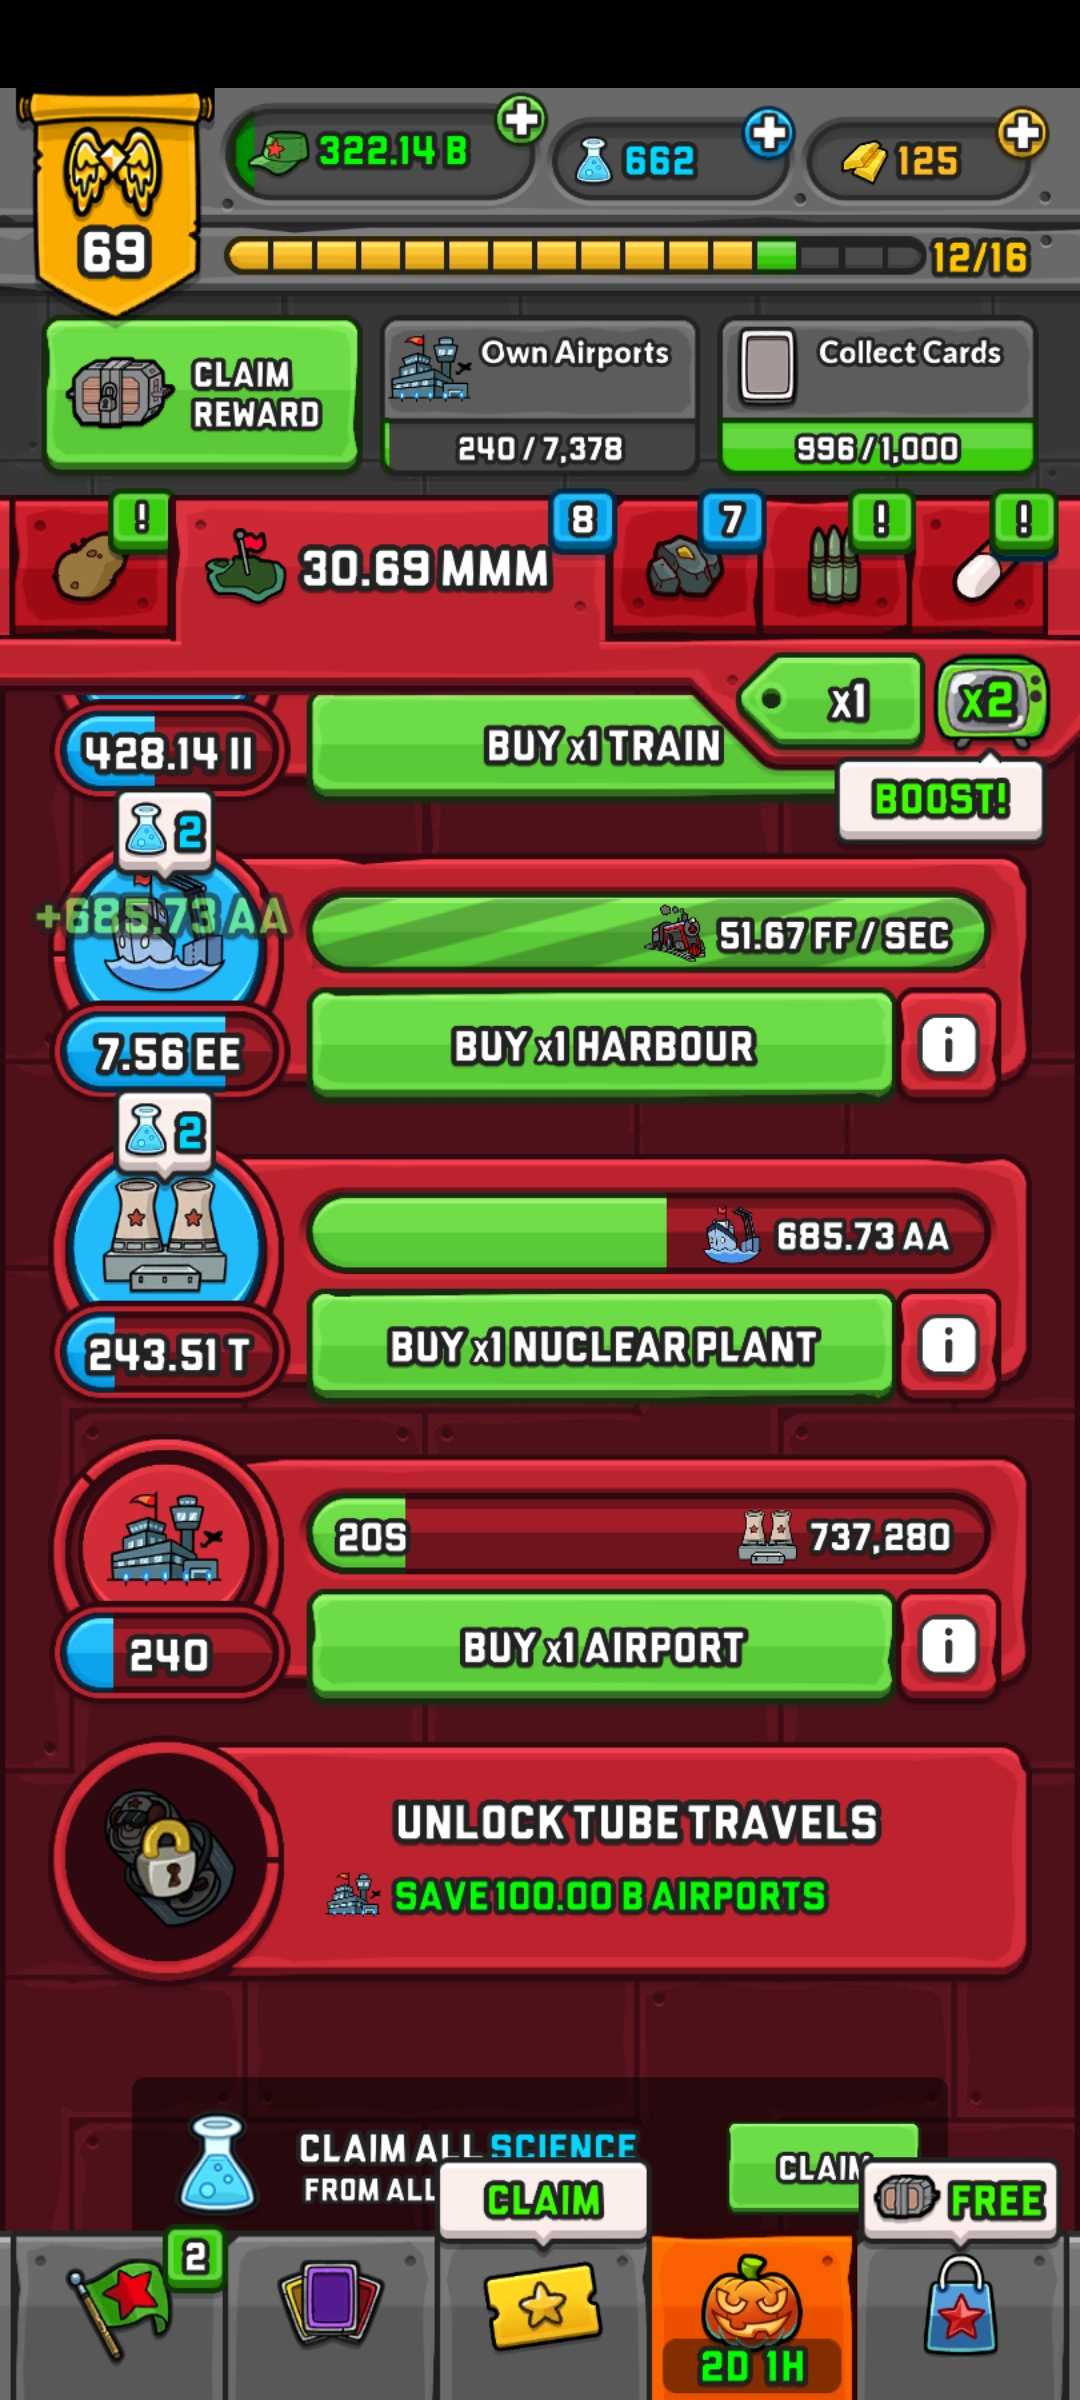 322.14 B
662
125
69
12/16
CLAIM
REWARD
Own Airports
240 / 7,378
Collect Cards
996 / 1,000
!
30.69 MMM
8
7
!
!
x1
x2
BOOST!
428.14 II
BUY x1 TRAIN
2
+685.73 AA
51.67 FF / SEC
7.56 EE
BUY x1 HARBOUR
i
2
685.73 AA
243.51 T
BUY x1 NUCLEAR PLANT
i
20S
737,280
240
BUY x1 AIRPORT
i
UNLOCK TUBE TRAVELS
SAVE 100.00 B AIRPORTS
CLAIM ALL SCIENCE
FROM ALL
CLAIM
CLAIM
FREE
2
2D 1H